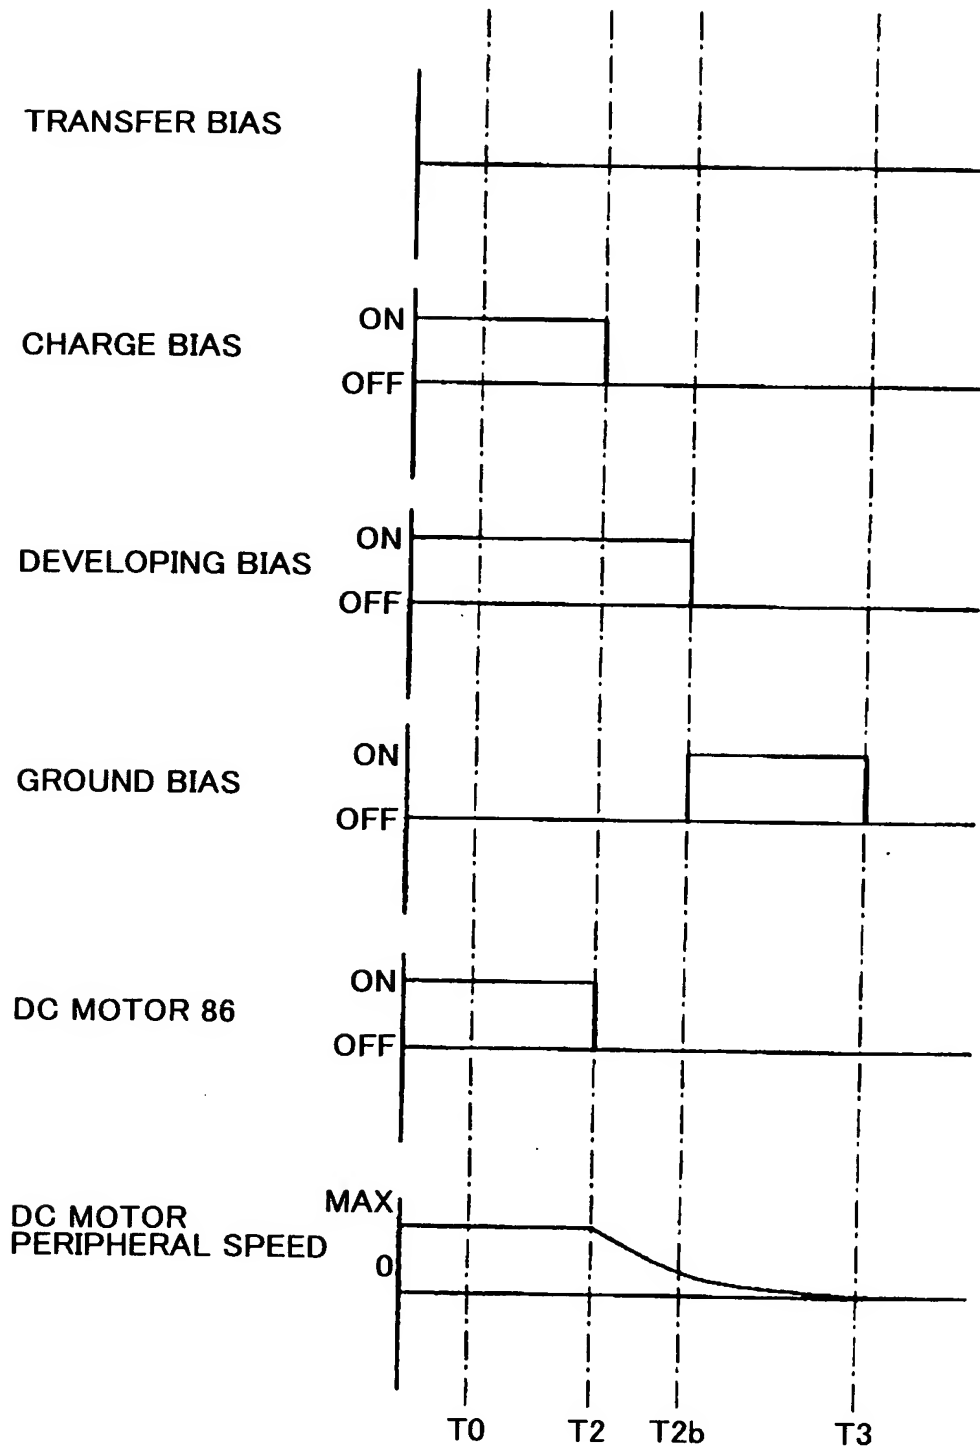 TRANSFER BIAS
CHARGE BIAS
ON
OFF
DEVELOPING BIAS
ON
OFF
GROUND BIAS
ON
OFF
DC MOTOR 86
ON
OFF
DC MOTOR
PERIPHERAL SPEED
MAX
0
T0
T2
T2b
T3